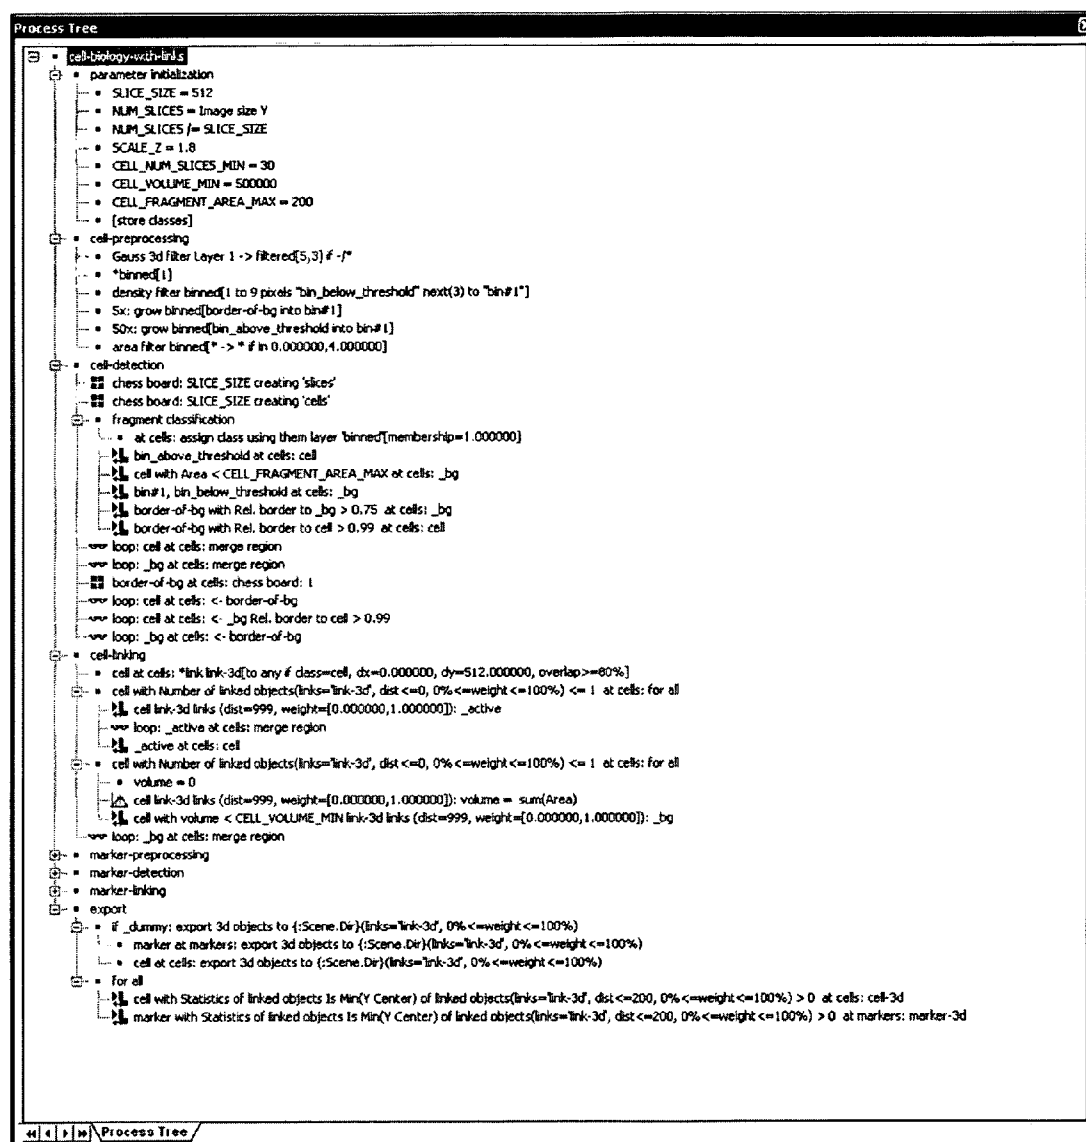 Process Tree
cell-biology-with-links
parameter initialization
SLICE_SIZE = 512
NUM_SLICES = Image size Y
NUM_SLICES /= SLICE_SIZE
SCALE_Z = 1.8
CELL_NUM_SLICES_MIN = 30
CELL_VOLUME_MIN = 500000
CELL_FRAGMENT_AREA_MAX = 200
[store classes]
cell-preprocessing
Gauss 3d filter Layer 1 -> filtered[5,3] if -/*
*binned[1]
density filter binned[1 to 9 pixels "bin_below_threshold" next(3) to "bin#1"]
5x: grow binned[border-of-bg into bin#1]
50x: grow binned[bin_above_threshold into bin#1]
area filter binned[* -> * if in 0.000000,4.000000]
cell-detection
chess board: SLICE_SIZE creating 'slices'
chess board: SLICE_SIZE creating 'cells'
fragment classification
at cells: assign class using them layer 'binned'[membership=1.000000]
bin_above_threshold at cells: cell
cell with Area < CELL_FRAGMENT_AREA_MAX at cells: _bg
bin#1, bin_below_threshold at cells: _bg
border-of-bg with Rel. border to _bg > 0.75 at cells: _bg
border-of-bg with Rel. border to cell > 0.99 at cells: cell
loop: cell at cells: merge region
loop: _bg at cells: merge region
border-of-bg at cells: chess board: 1
loop: cell at cells: <- border-of-bg
loop: cell at cells: <- _bg Rel. border to cell > 0.99
loop: _bg at cells: <- border-of-bg
cell-linking
cell at cells: *link link-3d[to any if class=cell, dx=0.000000, dy=512.000000, overlap>=80%]
cell with Number of linked objects(links='link-3d', dist <=0, 0%<=weight<=100%) <= 1 at cells: for all
cell link-3d links (dist=999, weight=[0.000000,1.000000]): _active
loop: _active at cells: merge region
_active at cells: cell
cell with Number of linked objects(links='link-3d', dist <=0, 0%<=weight<=100%) <= 1 at cells: for all
volume = 0
cell link-3d links (dist=999, weight=[0.000000,1.000000]): volume = sum(Area)
cell with volume < CELL_VOLUME_MIN link-3d links (dist=999, weight=[0.000000,1.000000]): _bg
loop: _bg at cells: merge region
marker-preprocessing
marker-detection
marker-linking
export
if _dummy: export 3d objects to {:Scene.Dir}(links='link-3d', 0%<=weight<=100%)
marker at markers: export 3d objects to {:Scene.Dir}(links='link-3d', 0%<=weight<=100%)
cell at cells: export 3d objects to {:Scene.Dir}(links='link-3d', 0%<=weight<=100%)
for all
cell with Statistics of linked objects Is Min(Y Center) of linked objects(links='link-3d', dist<=200, 0%<=weight<=100%) > 0 at cells: cell-3d
marker with Statistics of linked objects Is Min(Y Center) of linked objects(links='link-3d', dist<=200, 0%<=weight<=100%) > 0 at markers: marker-3d
Process Tree